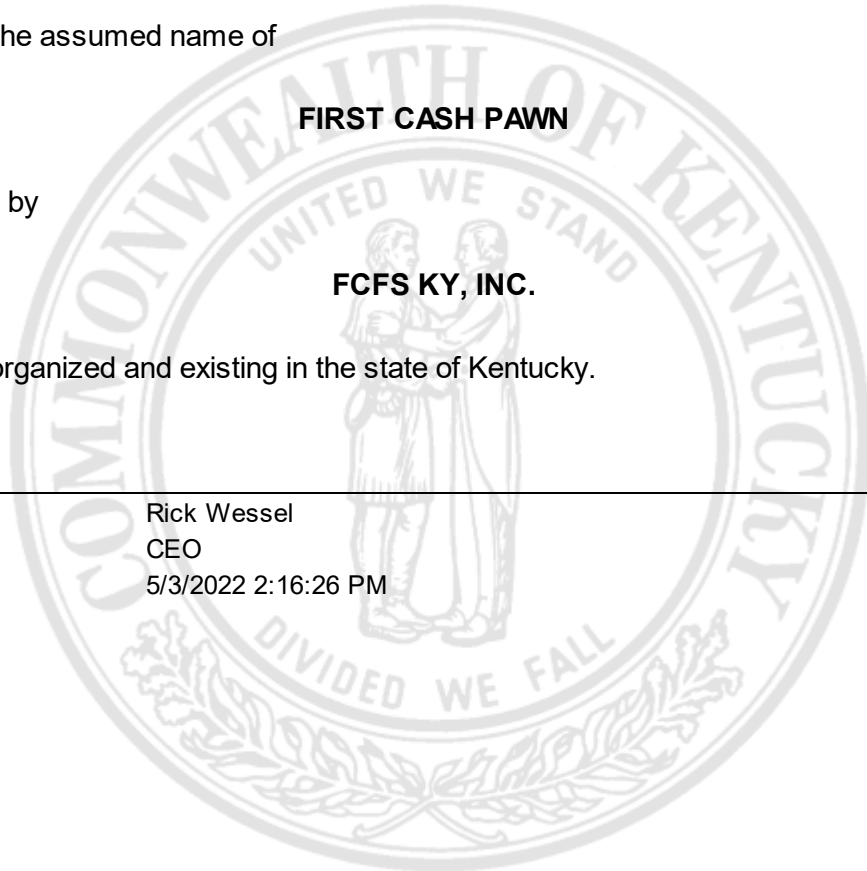 he assumed name of
FIRST CASH PAWN
by
FCFS KY, INC.
organized and existing in the state of Kentucky.
Rick Wessel
CEO
5/3/2022 2:16:26 PM
COMMONWEALTH OF KENTUCKY
UNITED WE STAND
DIVIDED WE FALL